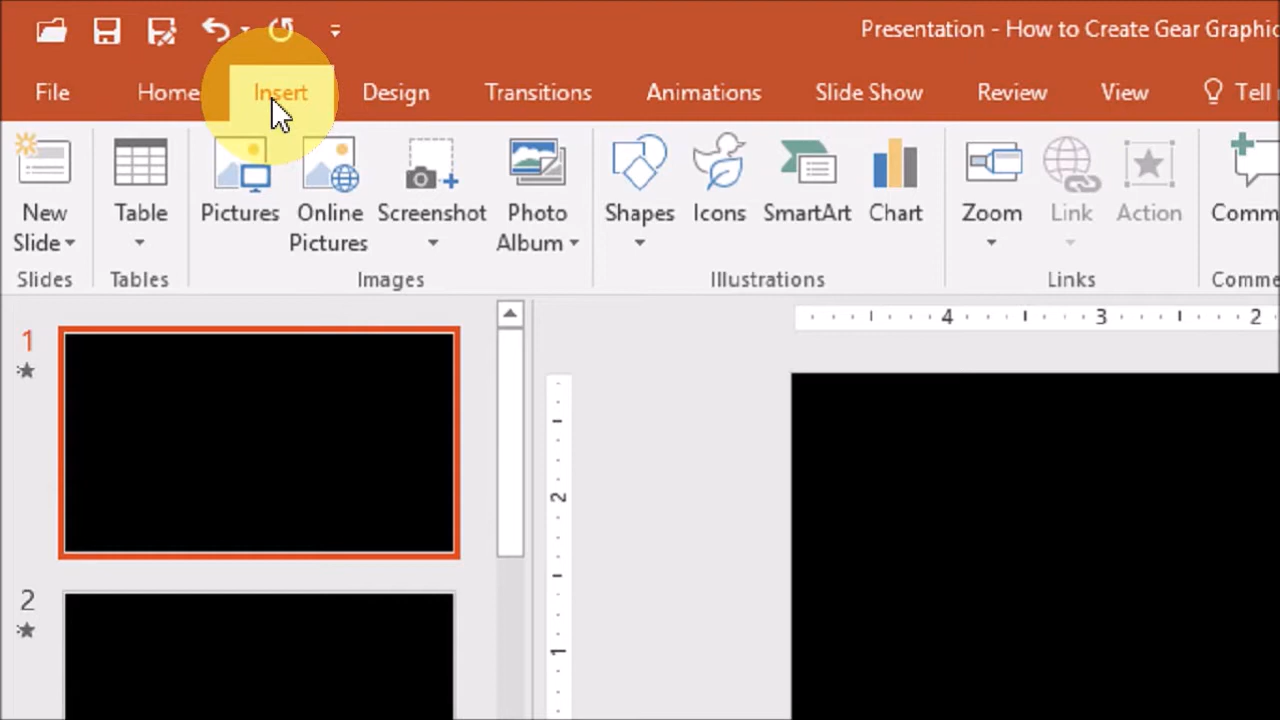 Presentation - How to Create Gear Graphic
File Home Insert Design Transitions Animations Slide Show Review View Tell
New Slide Table Pictures Online Pictures Screenshot Photo Album Shapes Icons SmartArt Chart Zoom Link Action Comm
Slides Tables Images Illustrations Links Comme
4 3 2
1
2
1
2